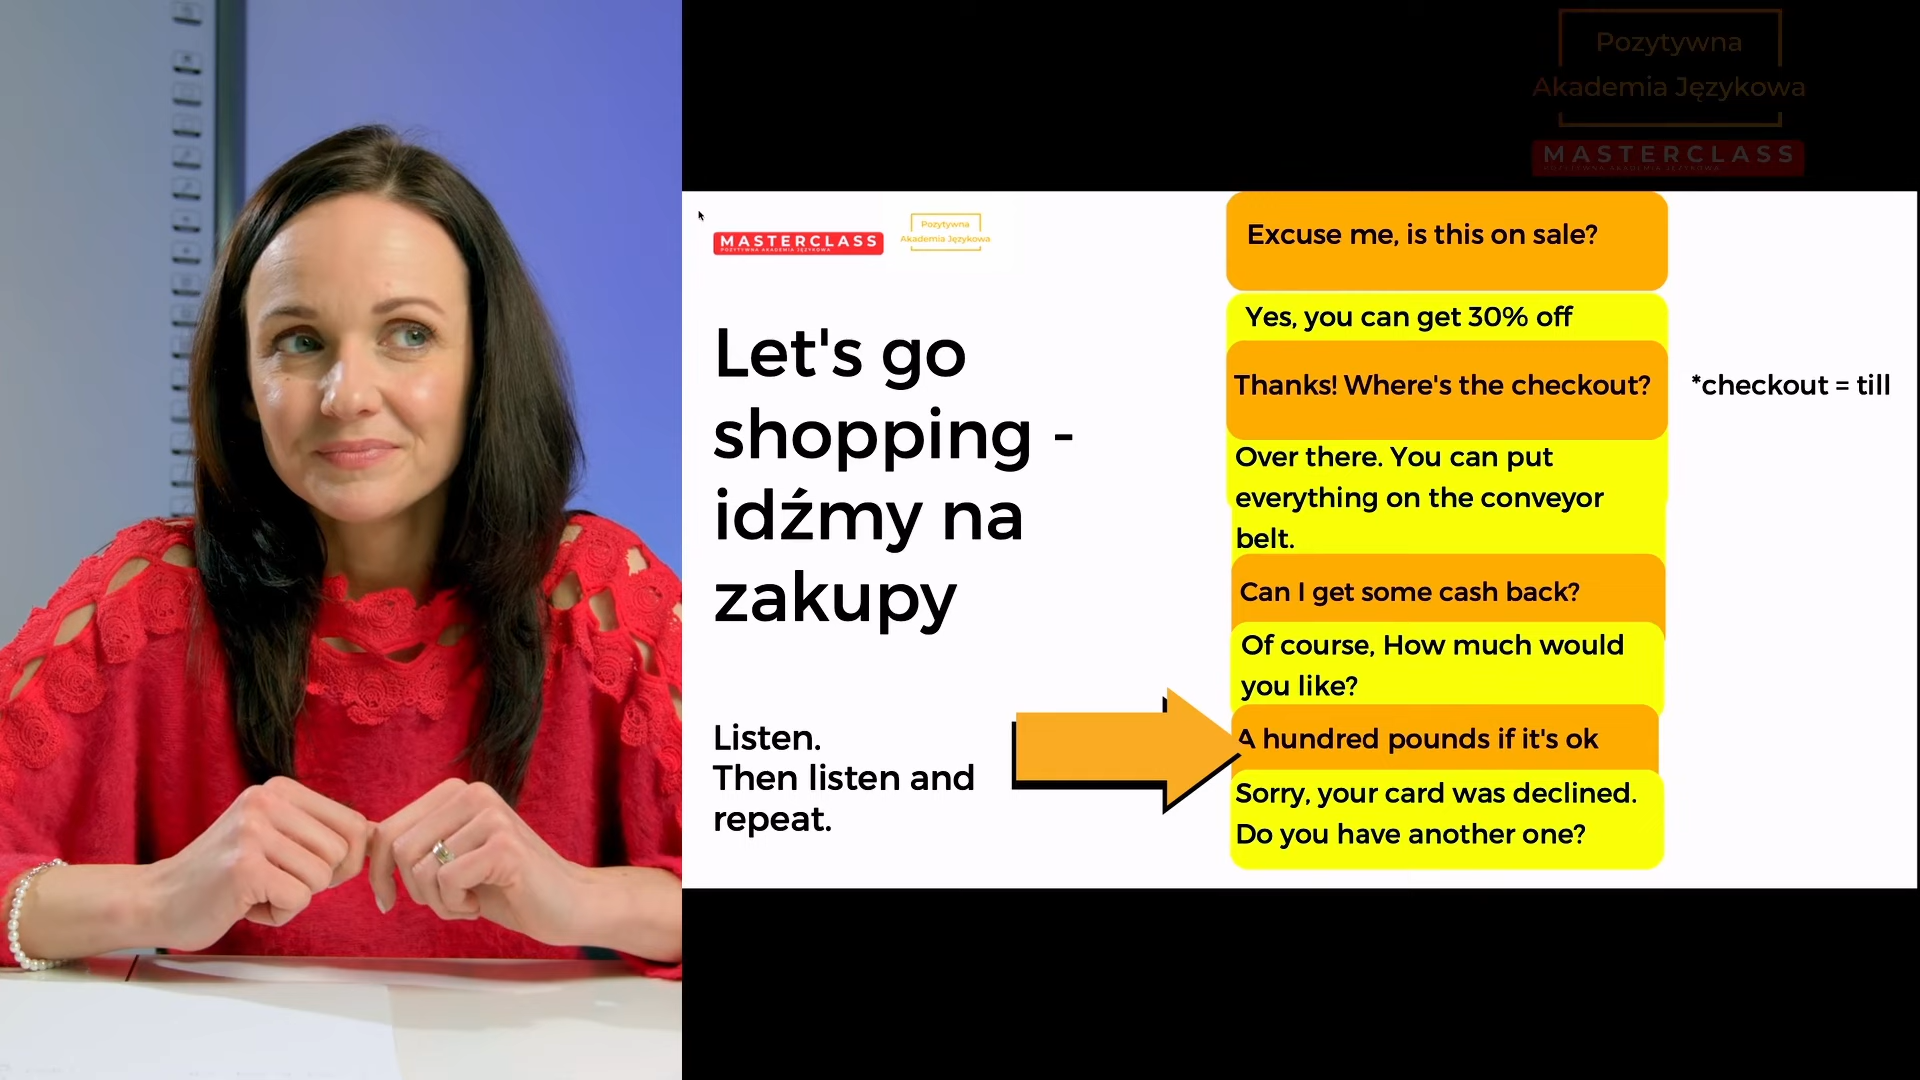 Pozytywna
Akademia Językowa
MASTERCLASS
MASTERCLASS
POZYTYWNA AKADEMIA JĘZYKOWA
Pozytywna
Akademia Językowa
Let's go
shopping -
idźmy na
zakupy
Listen.
Then listen and
repeat.
Excuse me, is this on sale?
Yes, you can get 30% off
Thanks! Where's the checkout?
*checkout = till
Over there. You can put
everything on the conveyor
belt.
Can I get some cash back?
Of course, How much would
you like?
A hundred pounds if it's ok
Sorry, your card was declined.
Do you have another one?